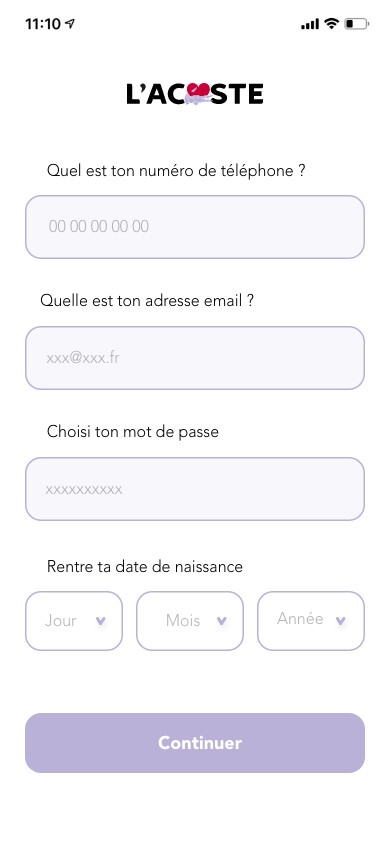 11:10
L'ACOSTE
Quel est ton numéro de téléphone ?
00 00 00 00 00
Quelle est ton adresse email ?
xxx@xxx.fr
Choisi ton mot de passe
xxxxxxxxxx
Rentre ta date de naissance
Jour Mois Année
Continuer